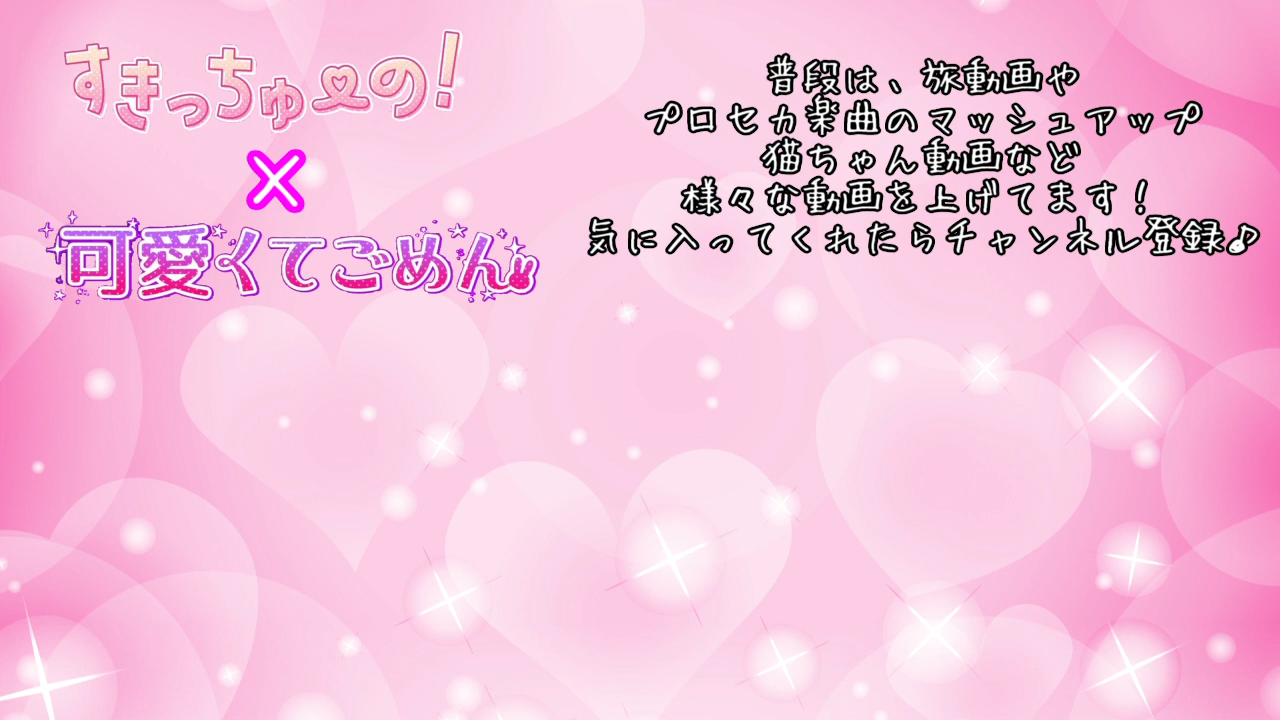 すきっちゅーの!
×
可愛くてごめん
普段は、旅動画や
プロセカ楽曲のマッシュアップ
猫ちゃん動画など
様々な動画を上げてます!
気に入ってくれたらチャンネル登録♪